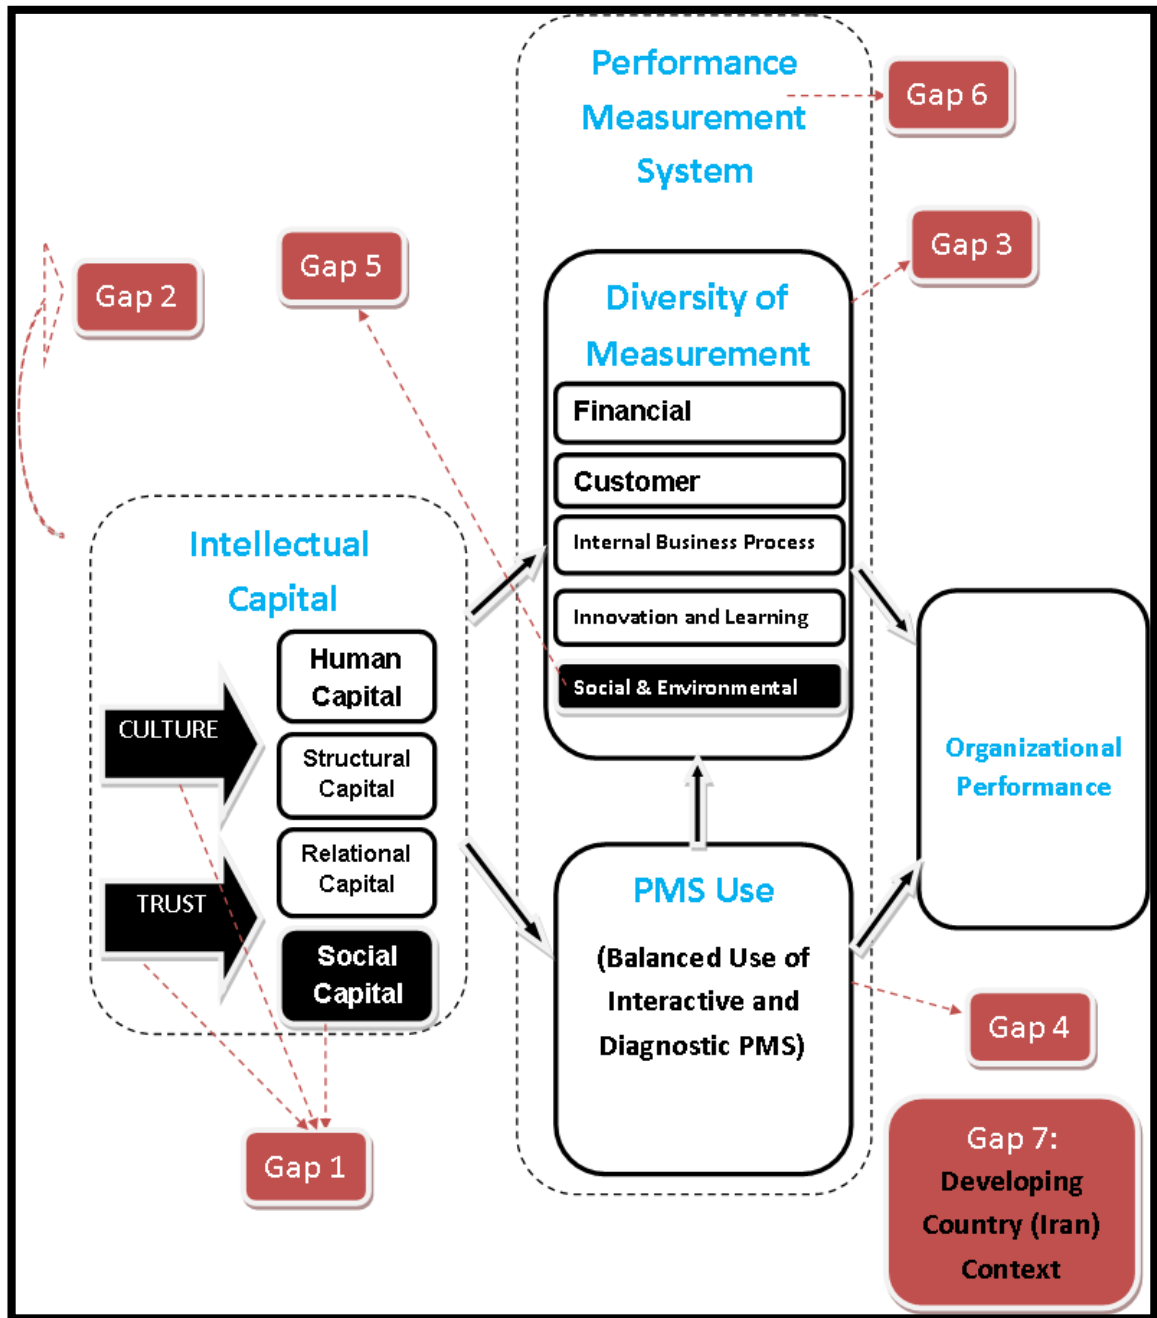 Performance
Measurement
System
Gap 6
Gap 3
Gap 5
Gap 2
Diversity of
Measurement
Financial
Customer
Internal Business Process
Innovation and Learning
Social & Environmental
Intellectual
Capital
Human
Capital
Structural
Capital
Relational
Capital
Social
Capital
CULTURE
TRUST
Organizational
Performance
PMS Use
(Balanced Use of
Interactive and
Diagnostic PMS)
Gap 4
Gap 1
Gap 7:
Developing
Country (Iran)
Context